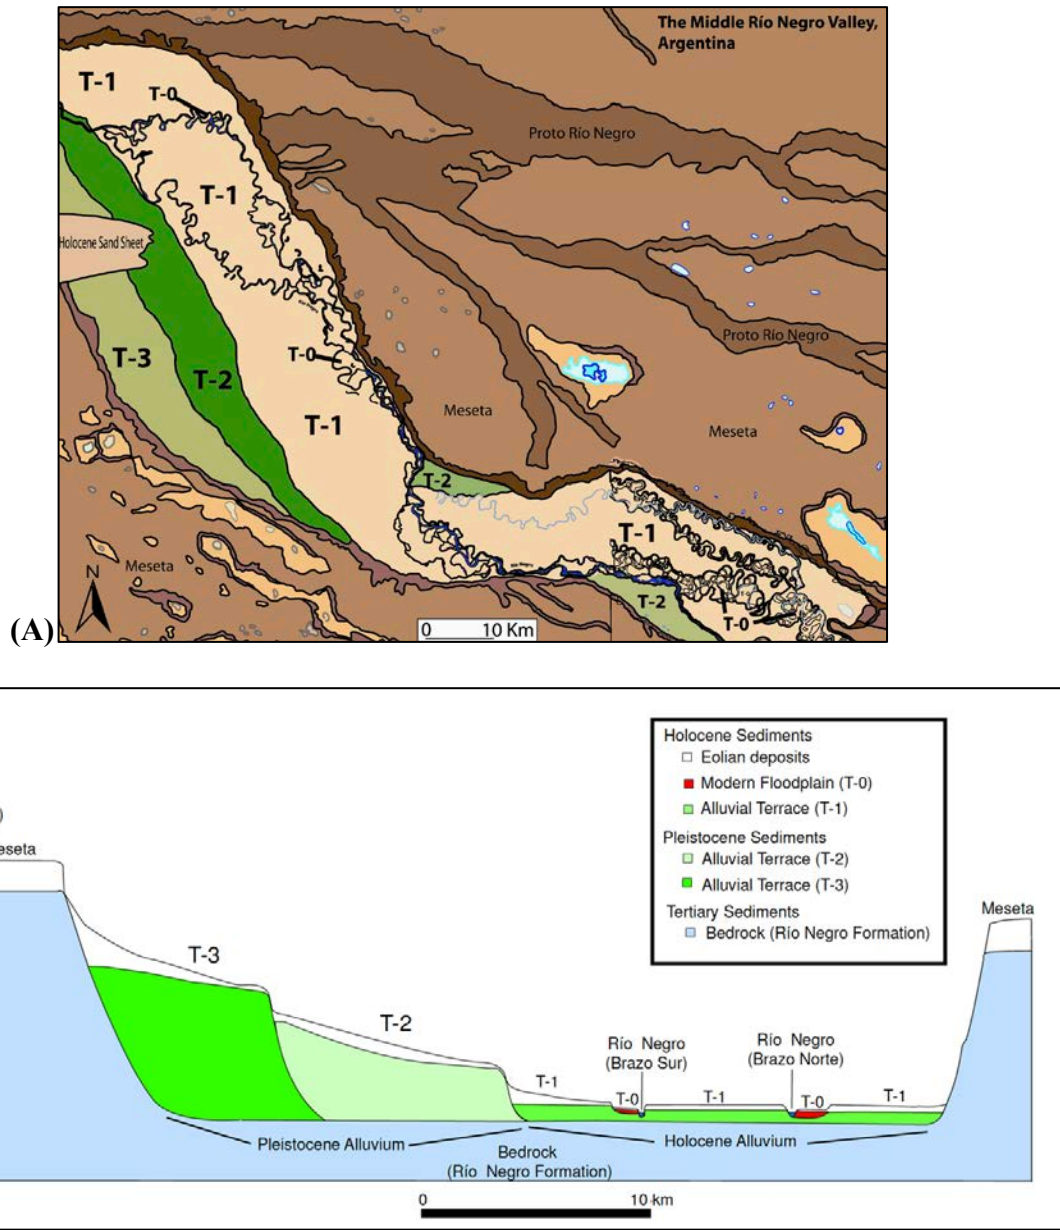 The Middle Río Negro Valley,
Argentina
T-1
T-0
Proto Río Negro
T-1
Holocene Sand Sheet
T-3
T-0
T-2
Proto Río Negro
T-1
Meseta
Meseta
T-2
T-1
Meseta
T-2
T-0
N
0 10 Km
(A)
Holocene Sediments
Eolian deposits
Modern Floodplain (T-0)
Alluvial Terrace (T-1)
Pleistocene Sediments
Alluvial Terrace (T-2)
Alluvial Terrace (T-3)
Tertiary Sediments
Bedrock (Río Negro Formation)
)
eseta
Meseta
T-3
T-2
Río Negro
(Brazo Sur)
Río Negro
(Brazo Norte)
T-1
T-0
T-1
T-0
T-1
Pleistocene Alluvium
Bedrock
(Río Negro Formation)
Holocene Alluvium
0 10 km